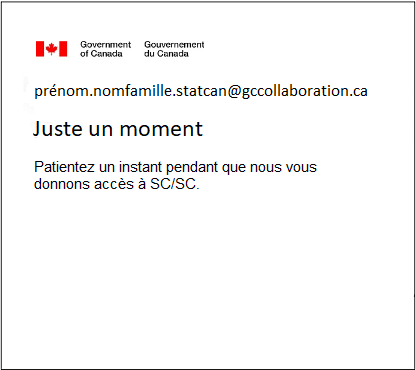 Government Gouvernement
of Canada du Canada
prénom.nomfamille.statcan@gccollaboration.ca
Juste un moment
Patientez un instant pendant que nous vous
donnons accès à SC/SC.